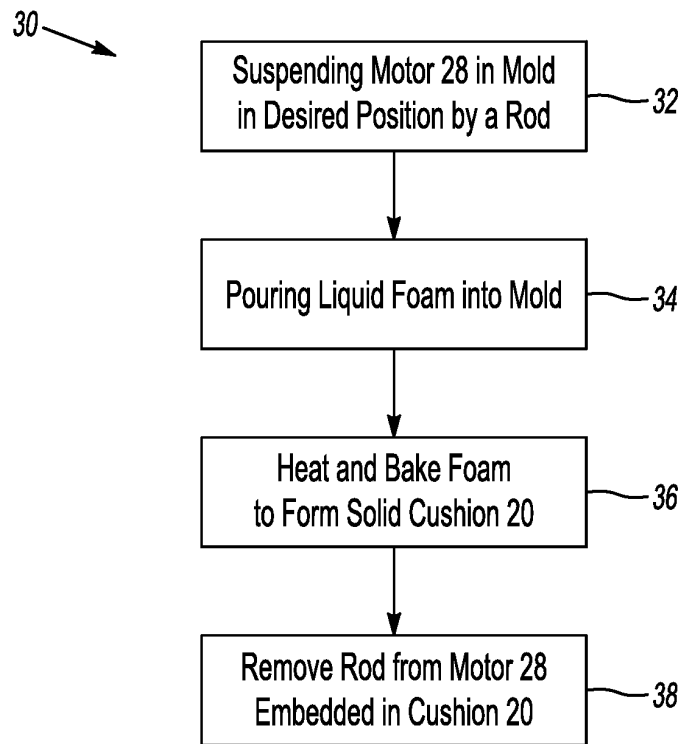 30
Suspending Motor 28 in Mold
in Desired Position by a Rod
32
Pouring Liquid Foam into Mold
34
Heat and Bake Foam
to Form Solid Cushion 20
36
Remove Rod from Motor 28
Embedded in Cushion 20
38